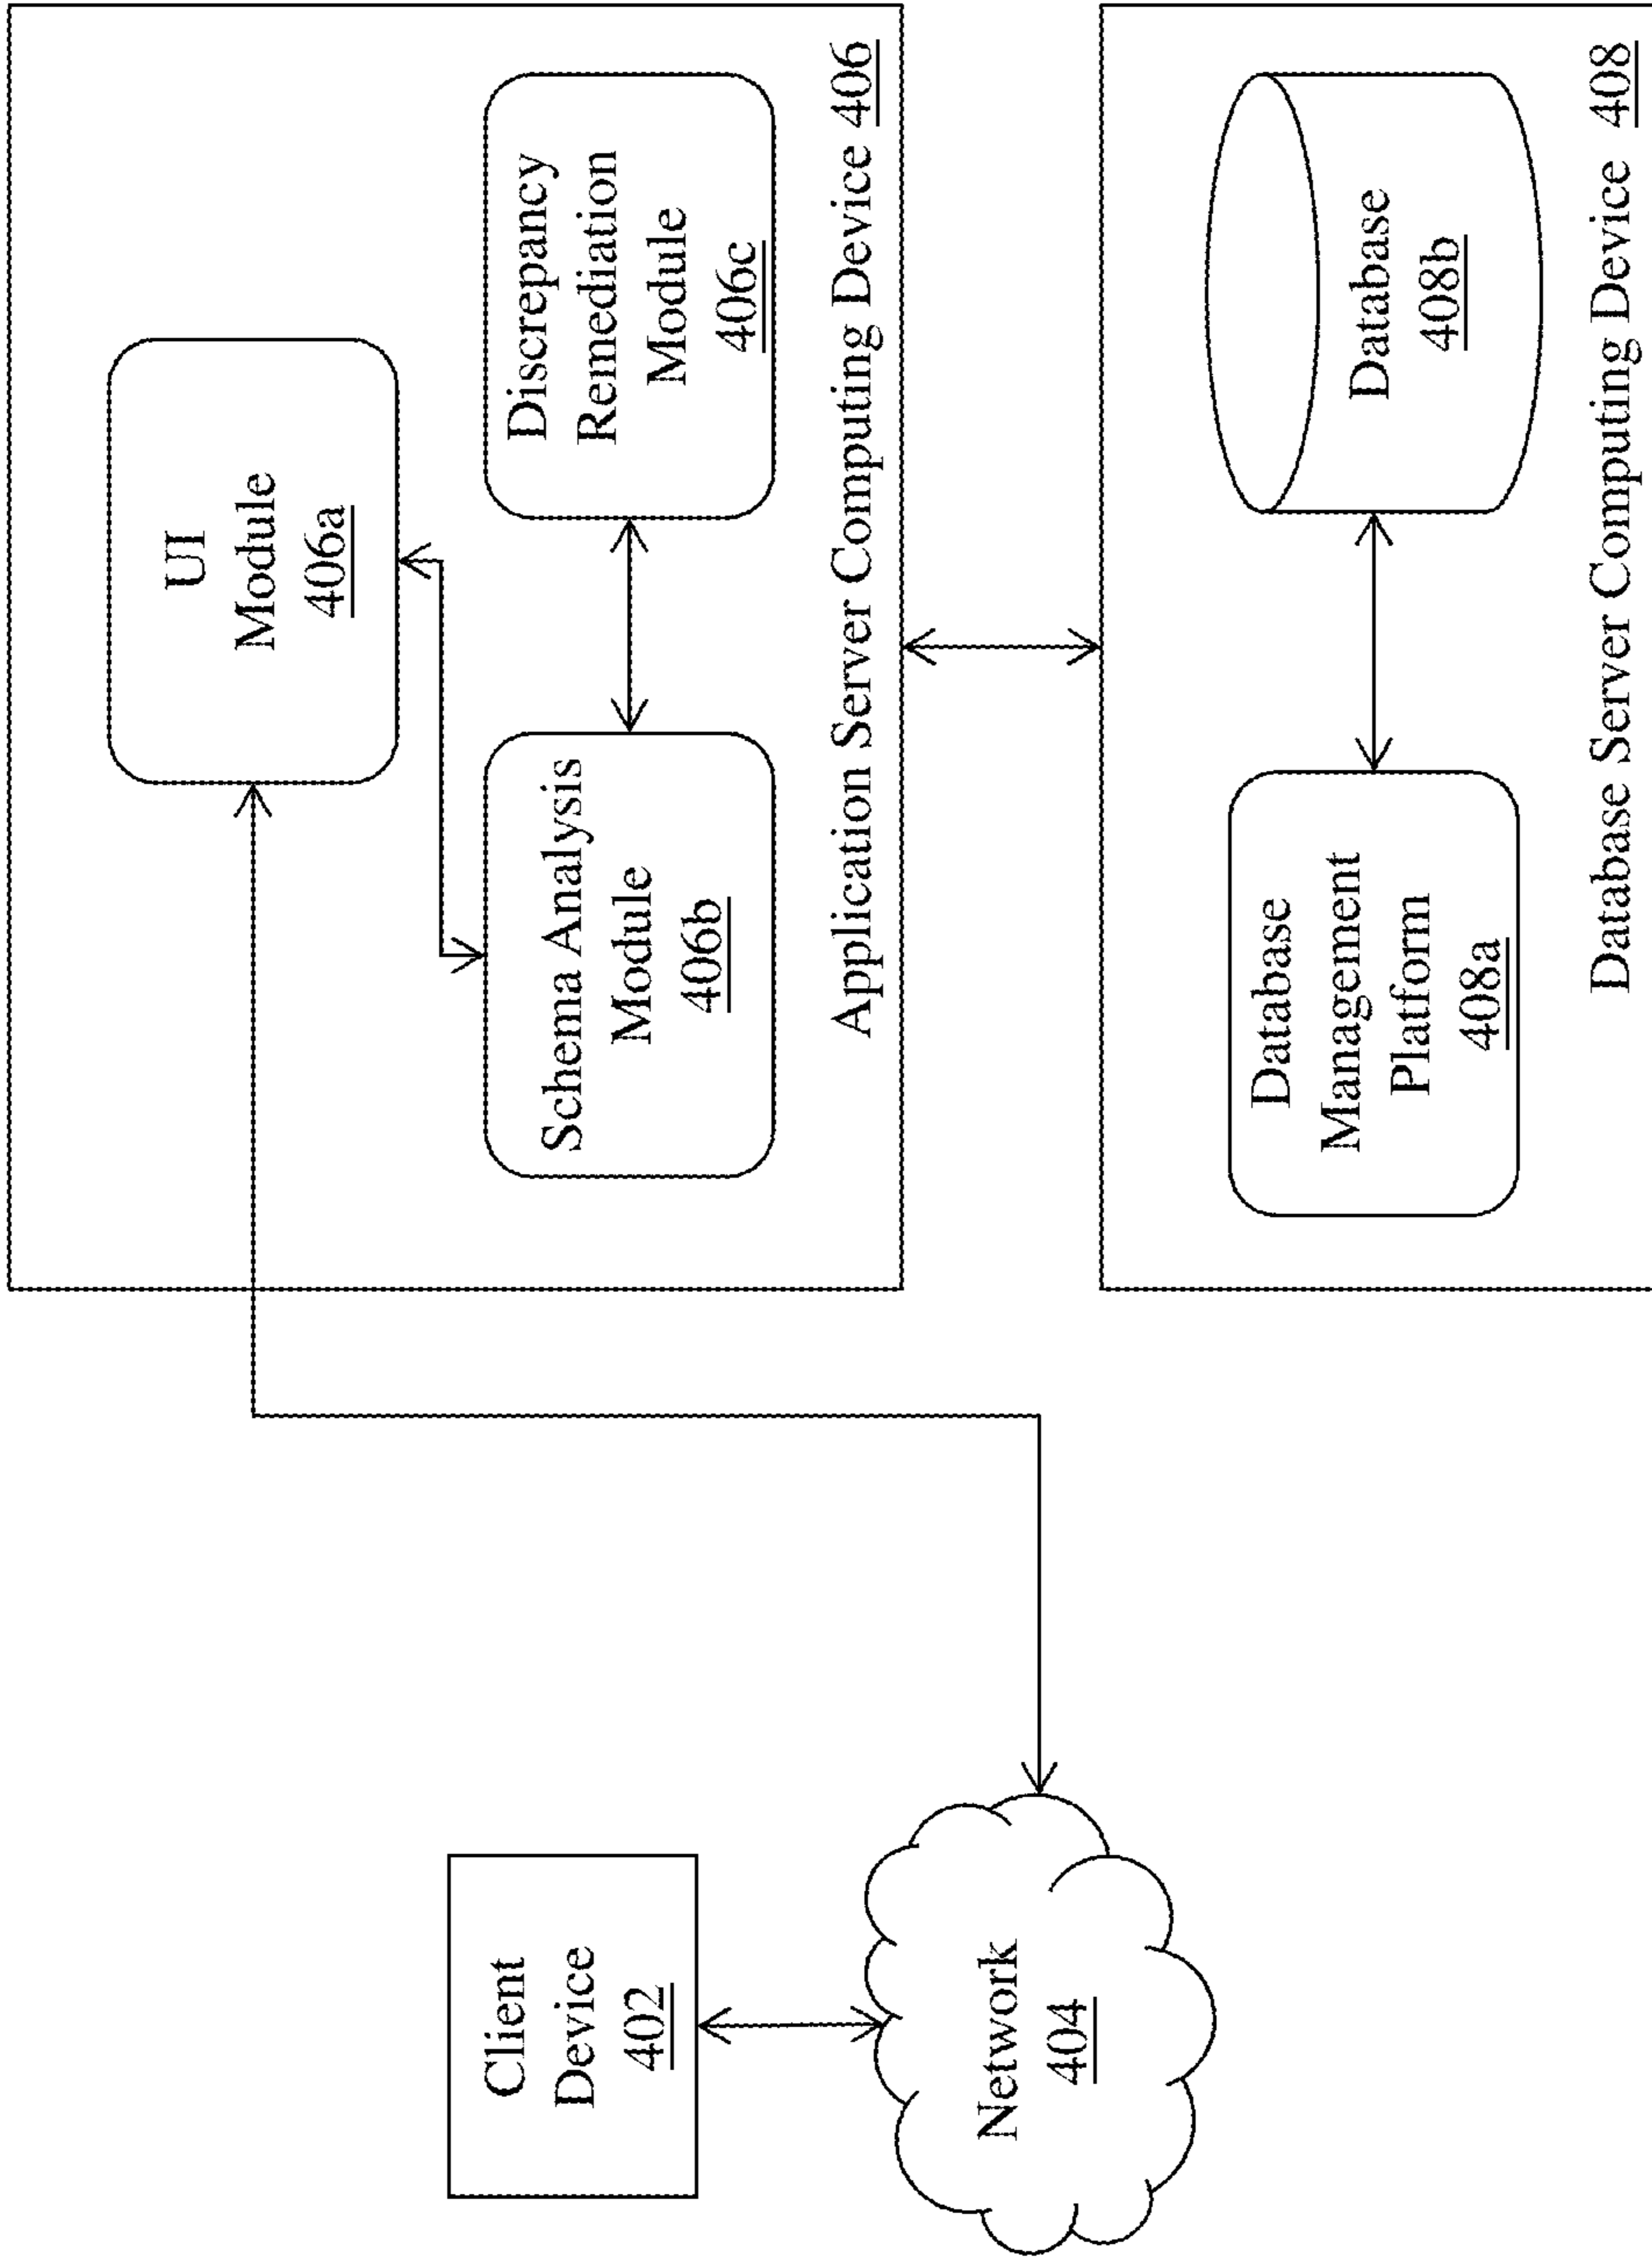 Client
Device
402
Network
404
UI
Module
406a
Schema Analysis
Module
406b
Discrepancy
Remediation
Module
406c
Application Server Computing Device 406
Database
Management
Platform
408a
Database
408b
Database Server Computing Device 408